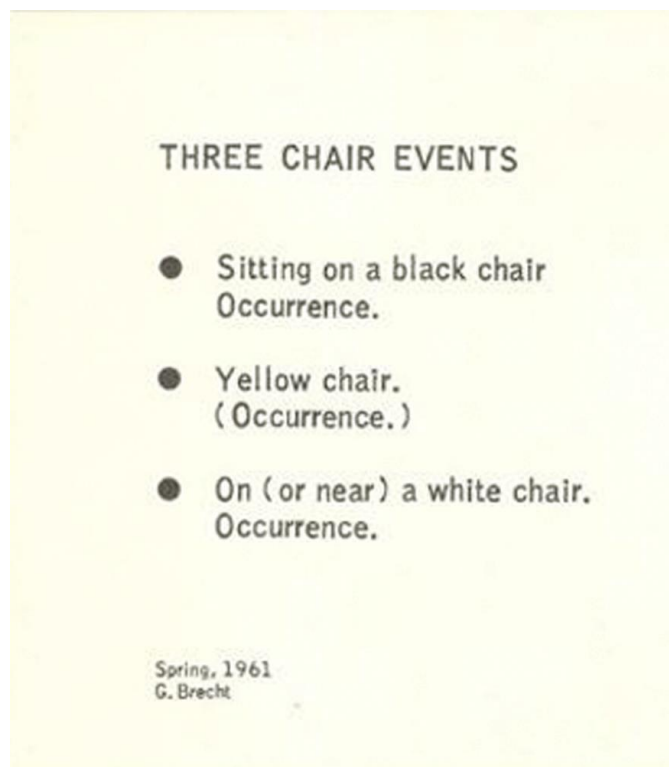 THREE CHAIR EVENTS
● Sitting on a black chair
Occurrence.
● Yellow chair.
(Occurrence.)
● On (or near) a white chair.
Occurrence.
Spring, 1961
G. Brecht